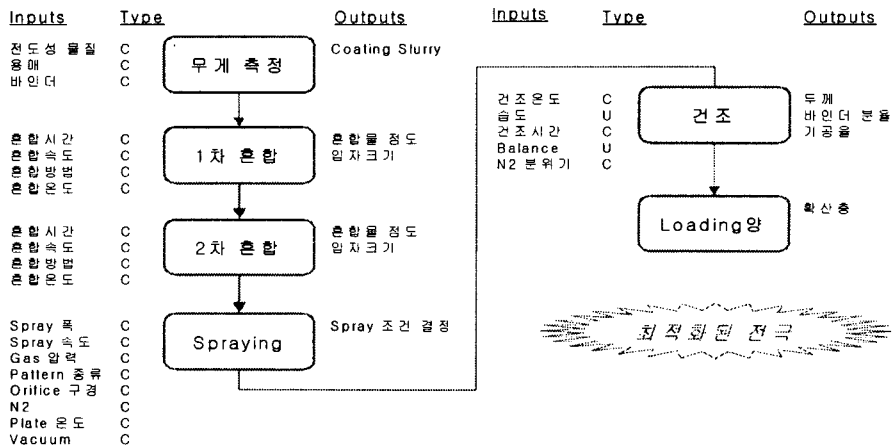 Inputs Type Outputs
전도성 물질 C
용매 C
바인더 C
무게 측정
Coating Slurry
혼합시간 C
혼합속도 C
혼합방법 C
혼합온도 C
1차 혼합
혼합물 점도
입자크기
혼합시간 C
혼합속도 C
혼합방법 C
혼합온도 C
2차 혼합
혼합물 점도
입자크기
Spray 폭 C
Spray 속도 C
Gas 압력 C
Pattern 종류 C
Orifice 구경 C
N2 C
Plate 온도 C
Vacuum C
Spraying
Spray 조건 결정
Inputs Type Outputs
건조온도 C
습도 U
건조시간 C
Balance U
N2 분위기 C
건조
두께
바인더 분율
기공율
Loading양
확산층
최적화된 전극